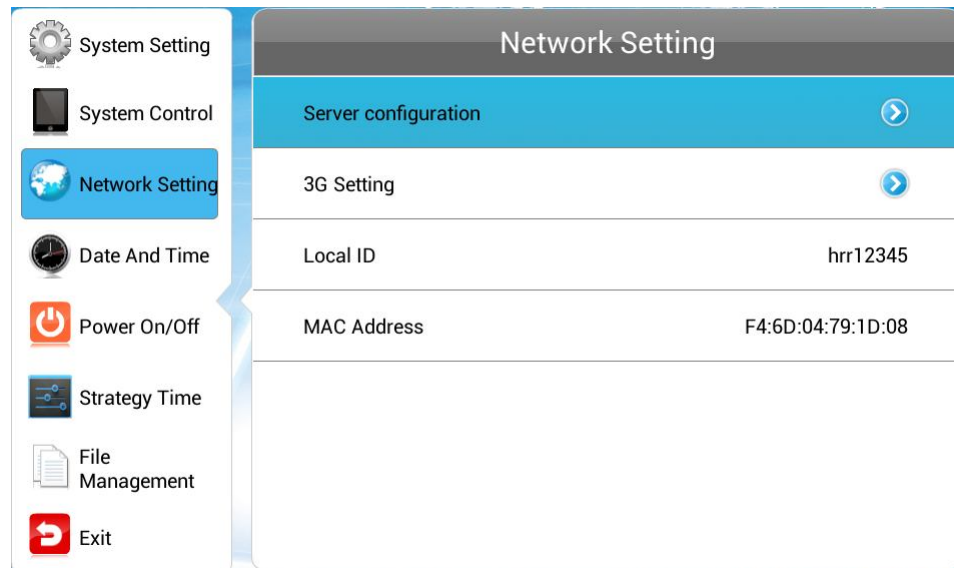 System Setting
System Control
Network Setting
Date And Time
Power On/Off
Strategy Time
File
Management
Exit
Network Setting
Server configuration
3G Setting
Local ID
hrr12345
MAC Address
F4:6D:04:79:1D:08